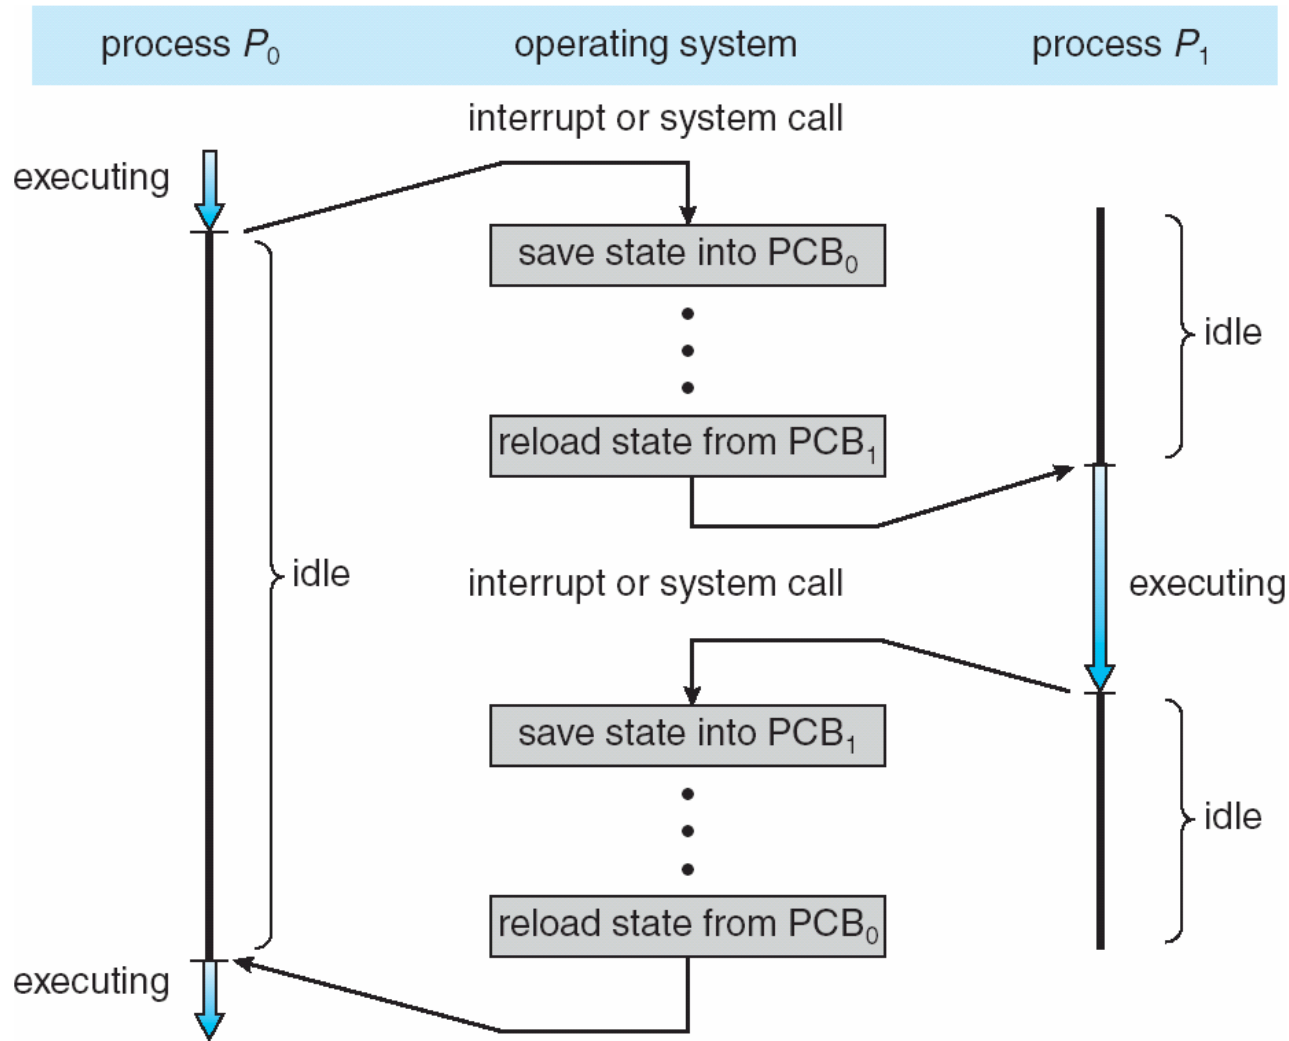 process P₀
operating system
process P₁
interrupt or system call
executing
save state into PCB₀
idle
reload state from PCB₁
idle
interrupt or system call
executing
save state into PCB₁
idle
reload state from PCB₀
executing